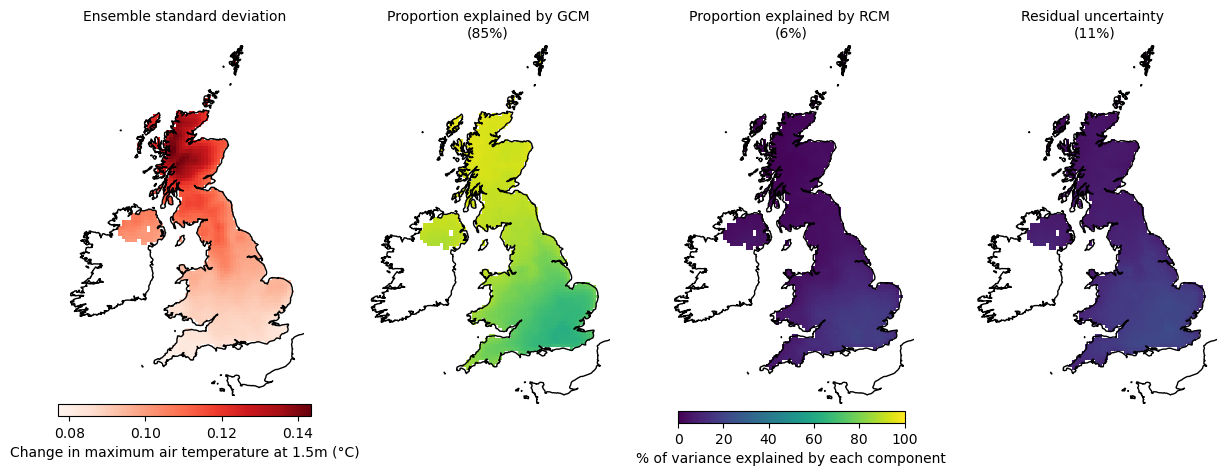 Ensemble standard deviation
Proportion explained by GCM
(85%)
Proportion explained by RCM
(6%)
Residual uncertainty
(11%)
0.08 0.10 0.12 0.14
Change in maximum air temperature at 1.5m (°C)
0 20 40 60 80 100
% of variance explained by each component